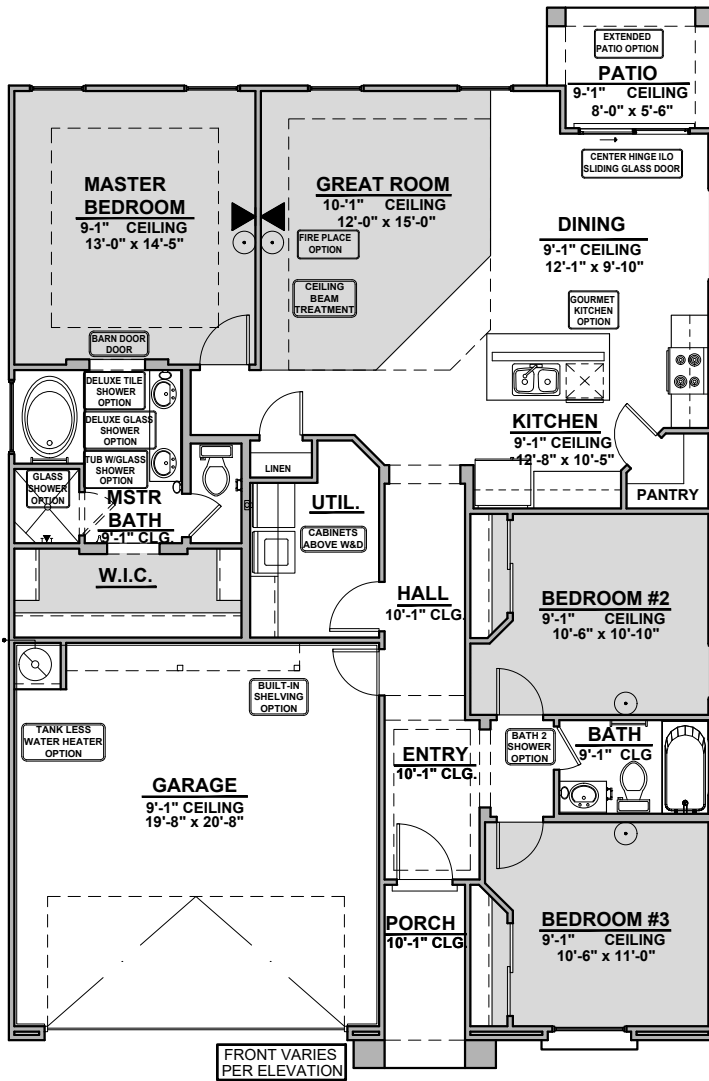 EXTENDED
PATIO OPTION
PATIO
9-'1" CEILING
8'-0" x 5'-6"
CENTER HINGE ILO
SLIDING GLASS DOOR
MASTER
BEDROOM
9-1" CEILING
13'-0" x 14'-5"
GREAT ROOM
10-'1" CEILING
12'-0" x 15'-0"
FIRE PLACE
OPTION
CEILING
BEAM
TREATMENT
DINING
9'-1" CEILING
12'-1" x 9'-10"
GOURMET
KITCHEN
OPTION
BARN DOOR
DOOR
DELUXE TILE
SHOWER
OPTION
DELUXE GLASS
SHOWER
OPTION
TUB W/GLASS
SHOWER
OPTION
GLASS
SHOWER
OPTION
MSTR
BATH
9'-1" CLG.
LINEN
KITCHEN
9'-1" CEILING
12'-8" x 10'-5"
PANTRY
UTIL.
CABINETS
ABOVE W&D
W.I.C.
HALL
10'-1" CLG.
BEDROOM #2
9'-1" CEILING
10'-6" x 10'-10"
BUILT-IN
SHELVING
OPTION
TANK LESS
WATER HEATER
OPTION
ENTRY
10'-1" CLG.
BATH 2
SHOWER
OPTION
BATH
9'-1" CLG
GARAGE
9'-1" CEILING
19'-8" x 20'-8"
PORCH
10'-1" CLG.
BEDROOM #3
9'-1" CEILING
10'-6" x 11'-0"
FRONT VARIES
PER ELEVATION